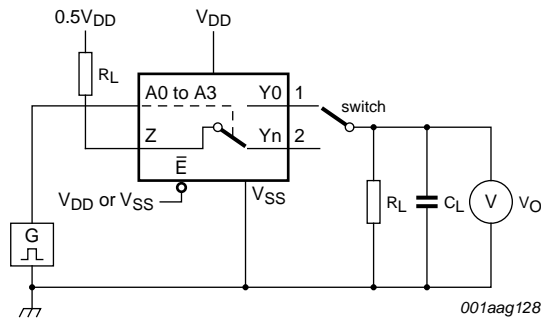 0.5VDD
VDD
RL
A0 to A3
Y0
1
switch
Z
Yn
2
E̅
VDD or VSS
VSS
G
RL
CL
V
VO
001aag128